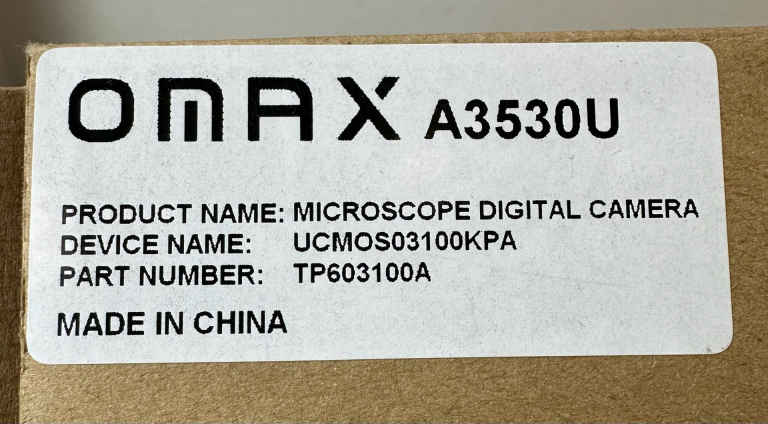 OMAX A3530U
PRODUCT NAME: MICROSCOPE DIGITAL CAMERA
DEVICE NAME: UCMOS03100KPA
PART NUMBER: TP603100A
MADE IN CHINA